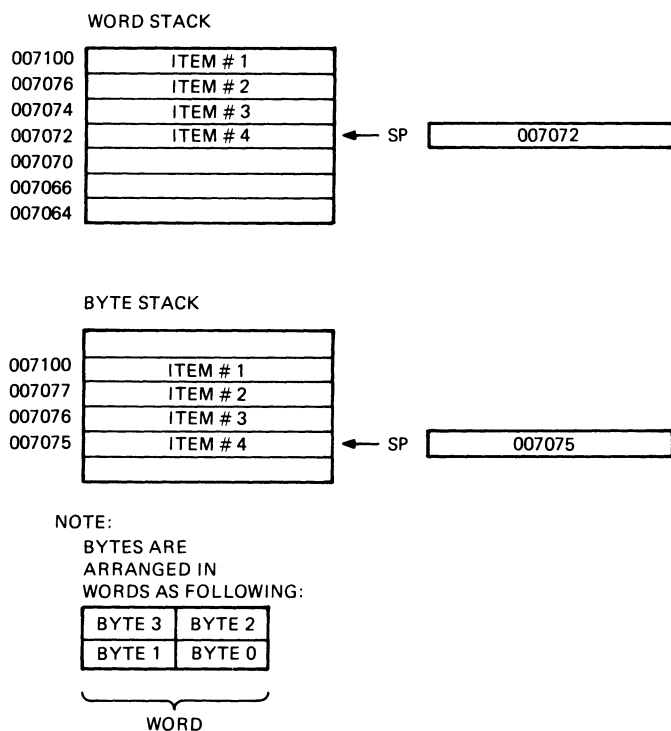 WORD STACK
007100 ITEM # 1
007076 ITEM # 2
007074 ITEM # 3
007072 ITEM # 4 SP 007072
007070
007066
007064
BYTE STACK
007100 ITEM # 1
007077 ITEM # 2
007076 ITEM # 3
007075 ITEM # 4 SP 007075
NOTE:
BYTES ARE
ARRANGED IN
WORDS AS FOLLOWING:
BYTE 3 BYTE 2
BYTE 1 BYTE 0
WORD